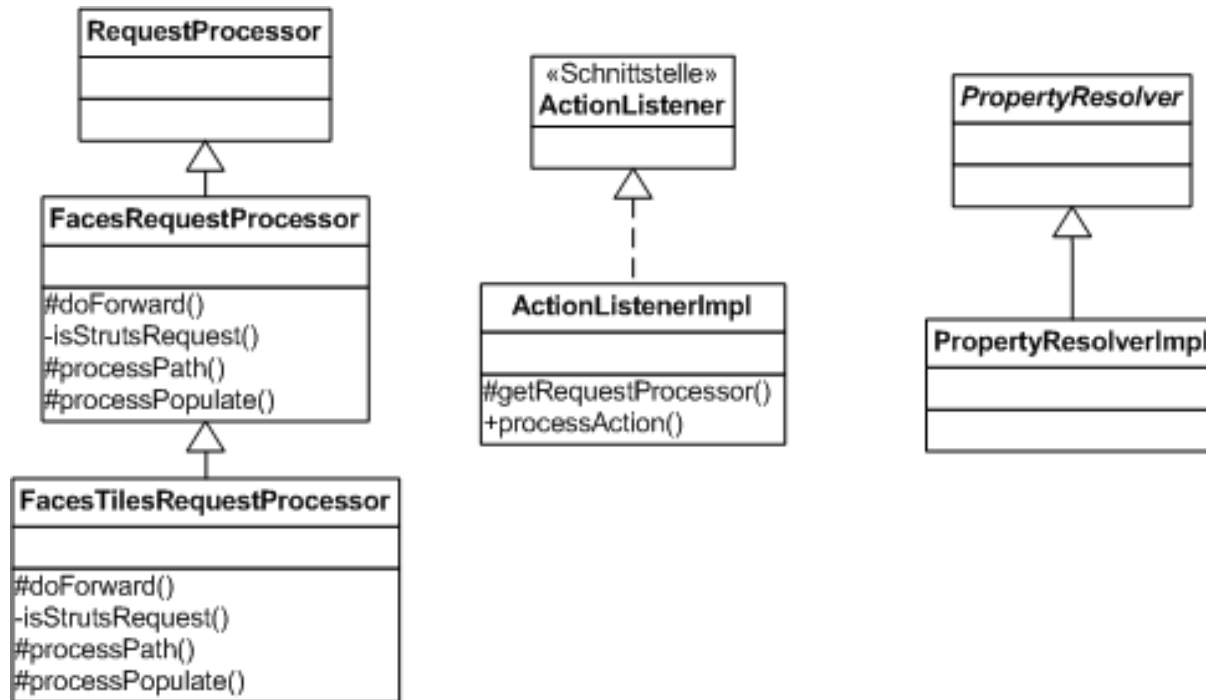 RequestProcessor
FacesRequestProcessor
#doForward()
-isStrutsRequest()
#processPath()
#processPopulate()
FacesTilesRequestProcessor
#doForward()
-isStrutsRequest()
#processPath()
#processPopulate()
«Schnittstelle»
ActionListener
ActionListenerImpl
#getRequestProcessor()
+processAction()
PropertyResolver
PropertyResolverImpl